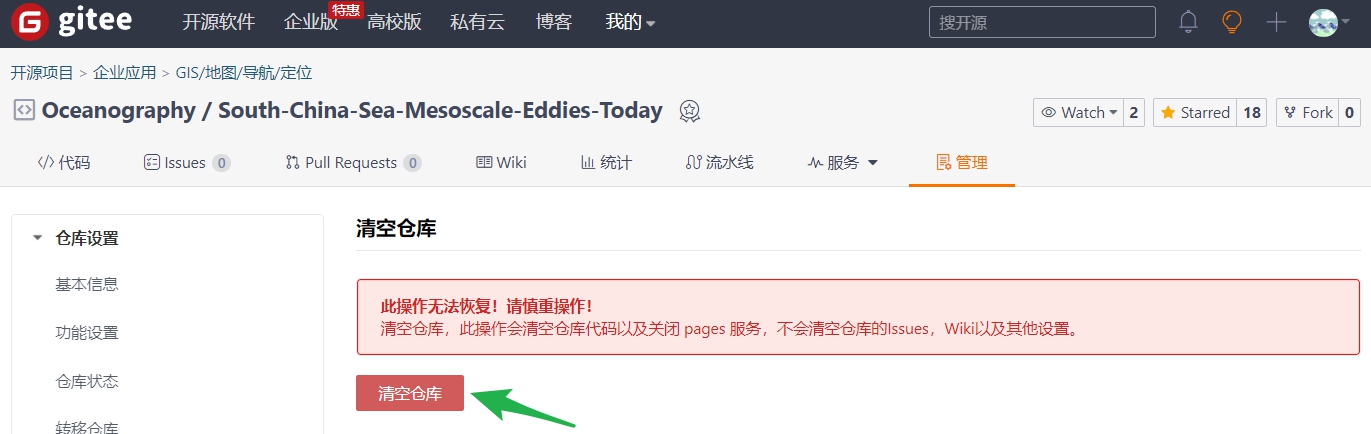 gitee 开源软件 企业版 特惠 高校版 私有云 博客 我的 搜开源
开源项目 > 企业应用 > GIS/地图/导航/定位
Oceanography / South-China-Sea-Mesoscale-Eddies-Today Watch 2 Starred 18 Fork 0
代码 Issues 0 Pull Requests 0 Wiki 统计 流水线 服务 管理
仓库设置
基本信息
功能设置
仓库状态
转移仓库
清空仓库
此操作无法恢复！请慎重操作！
清空仓库，此操作会清空仓库代码以及关闭 pages 服务，不会清空仓库的Issues，Wiki以及其他设置。
清空仓库